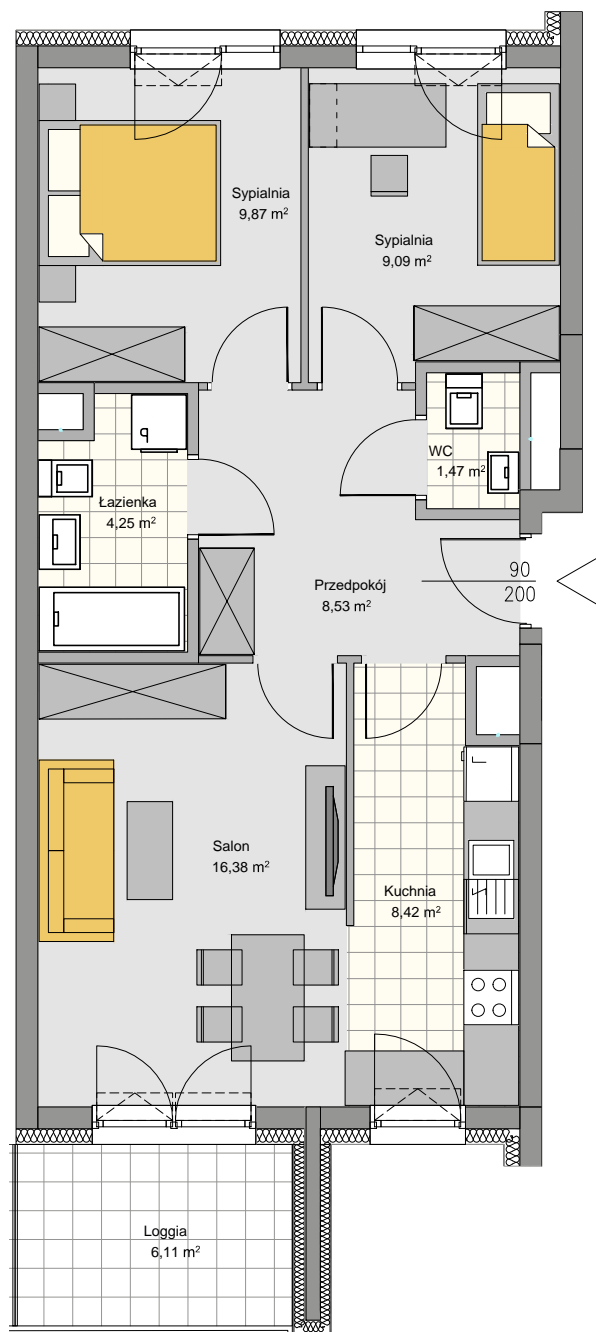 Sypialnia
9,87 m²
Sypialnia
9,09 m²
WC
1,47 m²
Łazienka
4,25 m²
90
200
Przedpokój
8,53 m²
Salon
16,38 m²
Kuchnia
8,42 m²
Loggia
6,11 m²